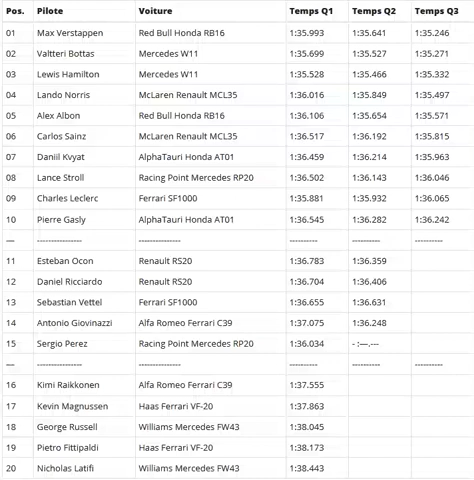 Pos. Pilote Voiture Temps Q1 Temps Q2 Temps Q3
01 Max Verstappen Red Bull Honda RB16 1:35.993 1:35.641 1:35.246
02 Valtteri Bottas Mercedes W11 1:35.699 1:35.527 1:35.271
03 Lewis Hamilton Mercedes W11 1:35.528 1:35.466 1:35.332
04 Lando Norris McLaren Renault MCL35 1:36.016 1:35.849 1:35.497
05 Alex Albon Red Bull Honda RB16 1:36.106 1:35.654 1:35.571
06 Carlos Sainz McLaren Renault MCL35 1:36.517 1:36.192 1:35.815
07 Daniil Kvyat AlphaTauri Honda AT01 1:36.459 1:36.214 1:35.963
08 Lance Stroll Racing Point Mercedes RP20 1:36.502 1:36.143 1:36.046
09 Charles Leclerc Ferrari SF1000 1:35.881 1:35.932 1:36.065
10 Pierre Gasly AlphaTauri Honda AT01 1:36.545 1:36.282 1:36.242
— ---------------- --------------- ---------- ---------- ----------
11 Esteban Ocon Renault RS20 1:36.783 1:36.359
12 Daniel Ricciardo Renault RS20 1:36.704 1:36.406
13 Sebastian Vettel Ferrari SF1000 1:36.655 1:36.631
14 Antonio Giovinazzi Alfa Romeo Ferrari C39 1:37.075 1:36.248
15 Sergio Perez Racing Point Mercedes RP20 1:36.034 - :—.---
— ---------------- --------------- ---------- ---------- ----------
16 Kimi Raikkonen Alfa Romeo Ferrari C39 1:37.555
17 Kevin Magnussen Haas Ferrari VF-20 1:37.863
18 George Russell Williams Mercedes FW43 1:38.045
19 Pietro Fittipaldi Haas Ferrari VF-20 1:38.173
20 Nicholas Latifi Williams Mercedes FW43 1:38.443